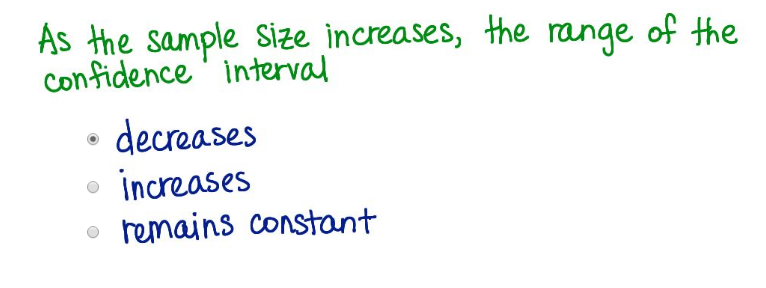 As the sample size increases, the range of the
confidence interval
decreases
increases
remains constant